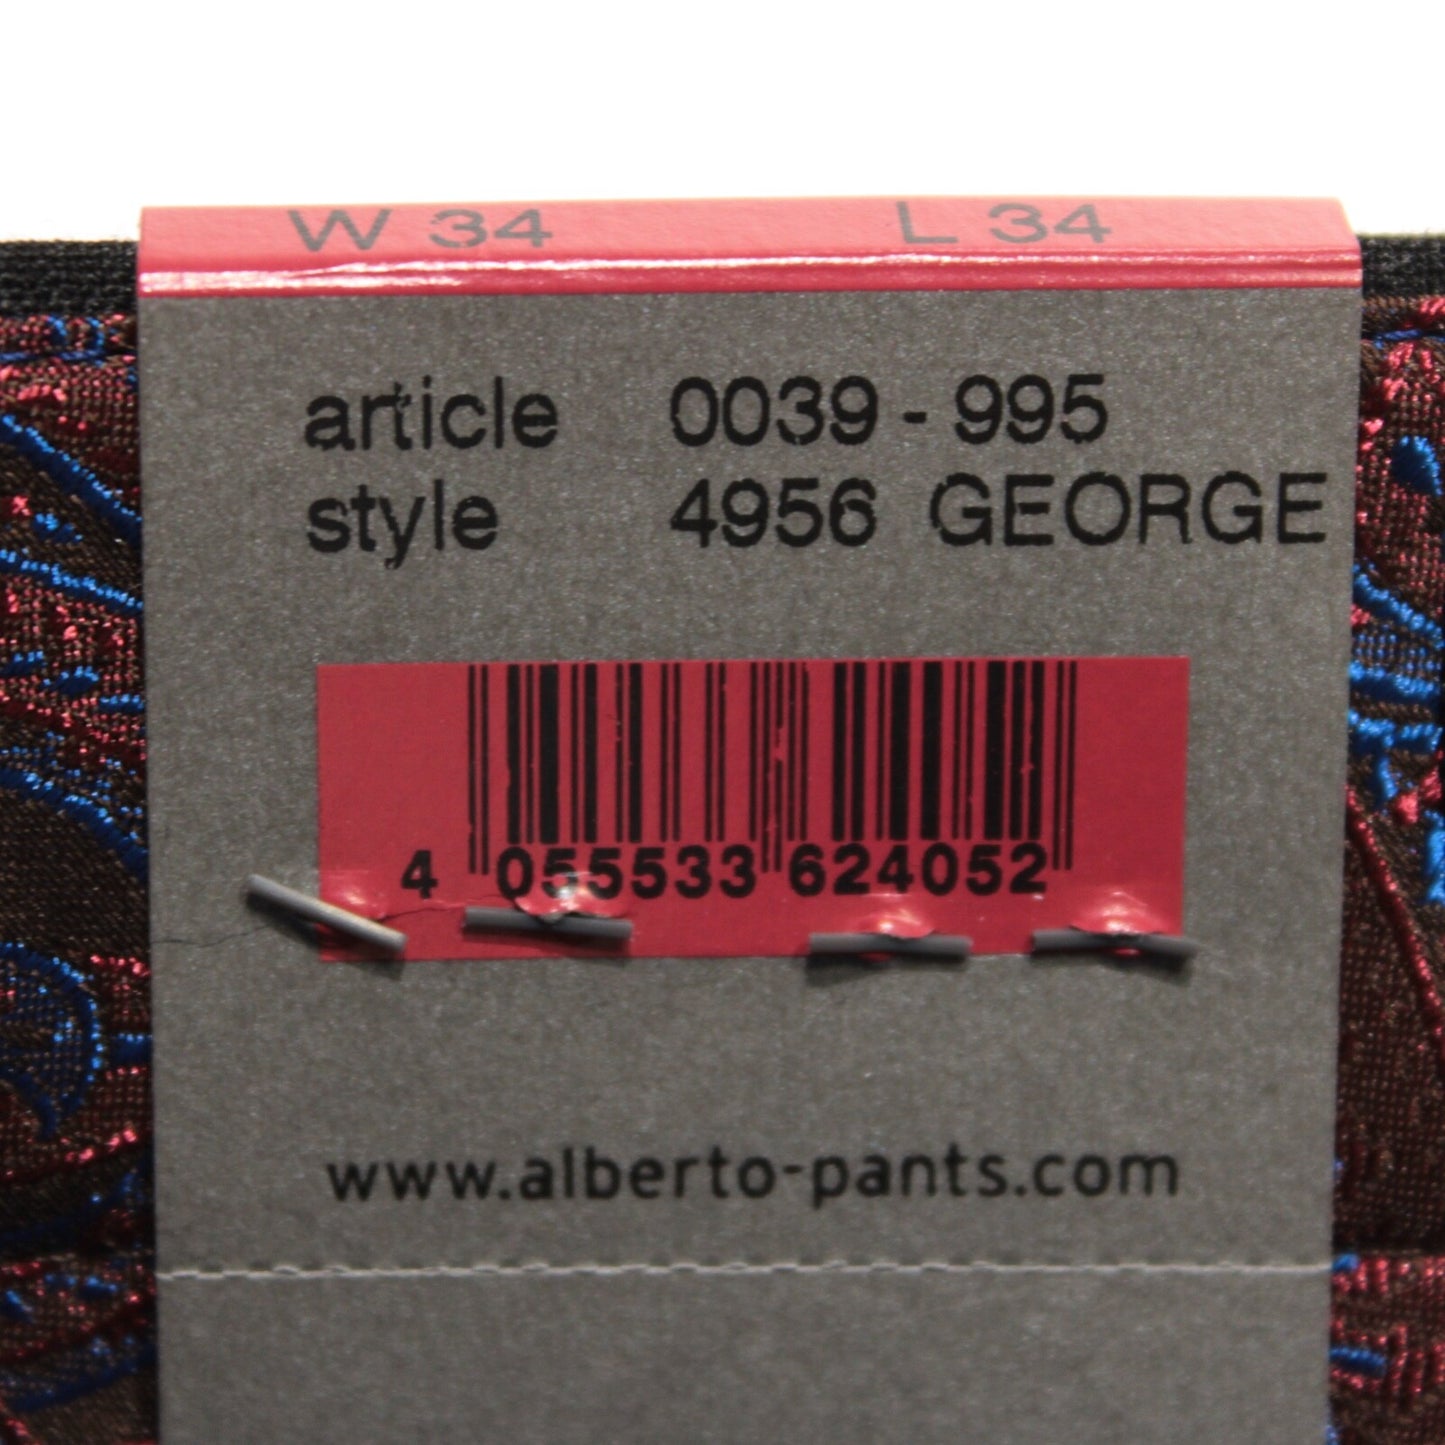 W 34 L 34
article 0039 - 995
style 4956 GEORGE
4 055533 624052
www.alberto-pants.com